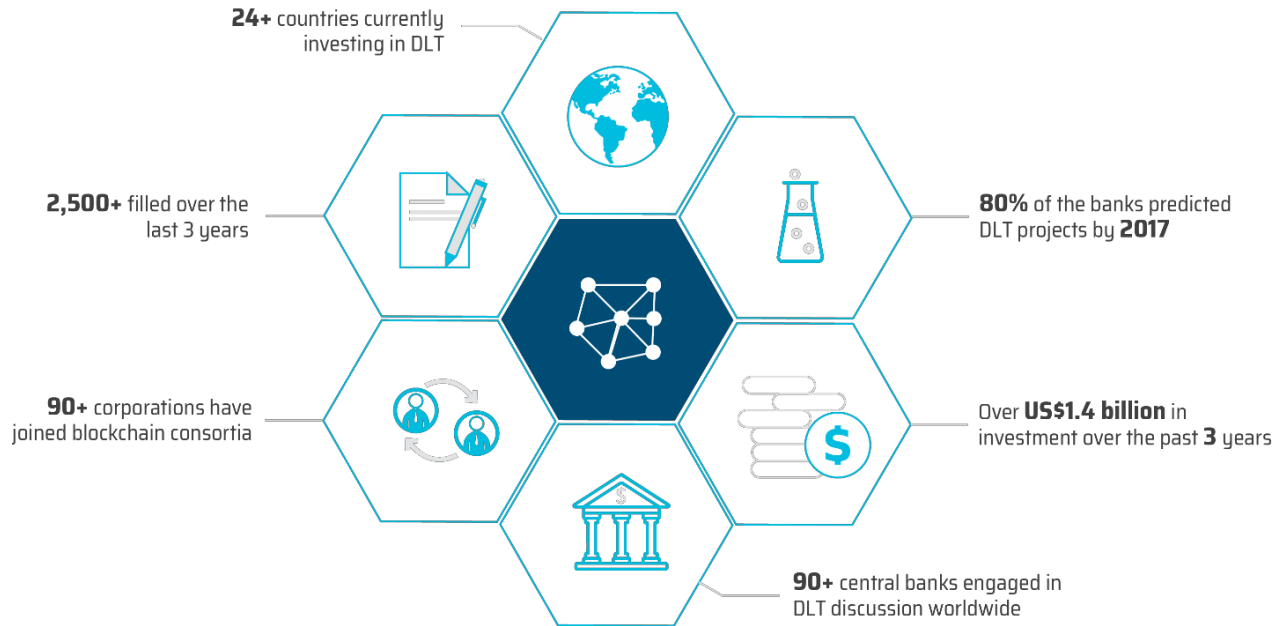 24+ countries currently
investing in DLT
2,500+ filled over the
last 3 years
80% of the banks predicted
DLT projects by 2017
90+ corporations have
joined blockchain consortia
Over US$1.4 billion in
investment over the past 3 years
90+ central banks engaged in
DLT discussion worldwide
$
$